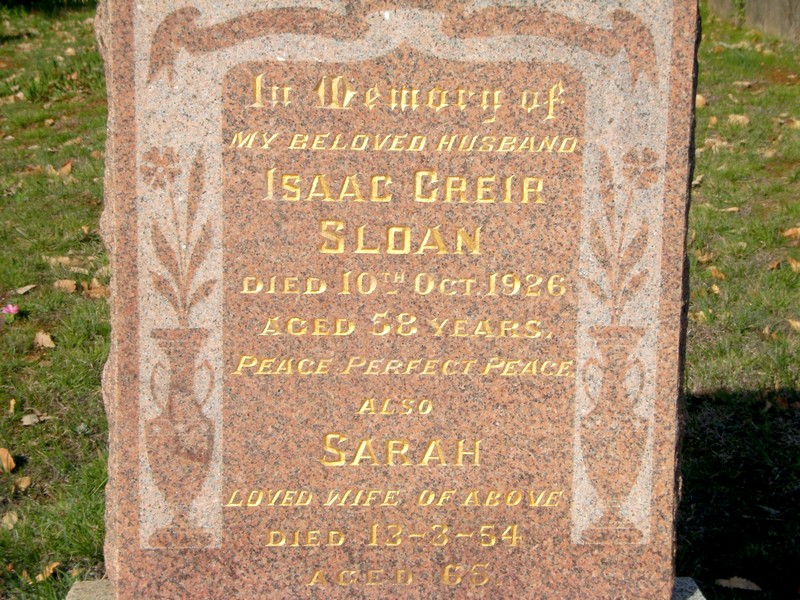 In Memory of
MY BELOVED HUSBAND
ISAAC GREIR
SLOAN
DIED 10TH OCT. 1926
AGED 58 YEARS.
PEACE PERFECT PEACE
ALSO
SARAH
LOVED WIFE OF ABOVE
DIED 13-3-54
AGED 65.